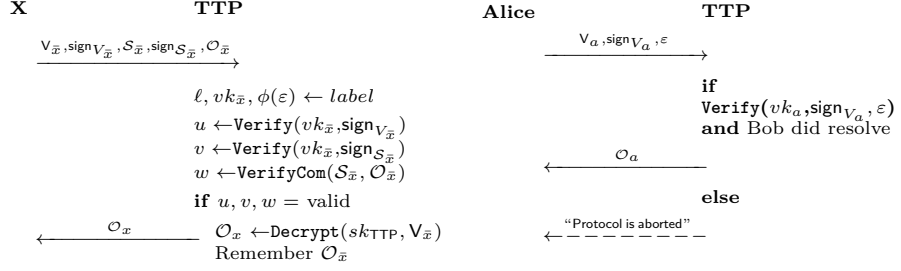 X TTP
V_x̄, sign_{V_x̄}, 𝒮_x̄, sign_{𝒮_x̄}, 𝒪_x̄
ℓ, vk_x̄, ϕ(ε) ← label
u ←Verify(vk_x̄,sign_{V_x̄})
v ←Verify(vk_x̄,sign_{𝒮_x̄})
w ←VerifyCom(𝒮_x̄, 𝒪_x̄)
if u, v, w = valid
𝒪_x
𝒪_x ←Decrypt(sk_TTP, V_x̄)
Remember 𝒪_x̄
Alice TTP
V_a, sign_{V_a}, ε
if
Verify(vk_a,sign_{V_a}, ε)
and Bob did resolve
𝒪_a
else
"Protocol is aborted"